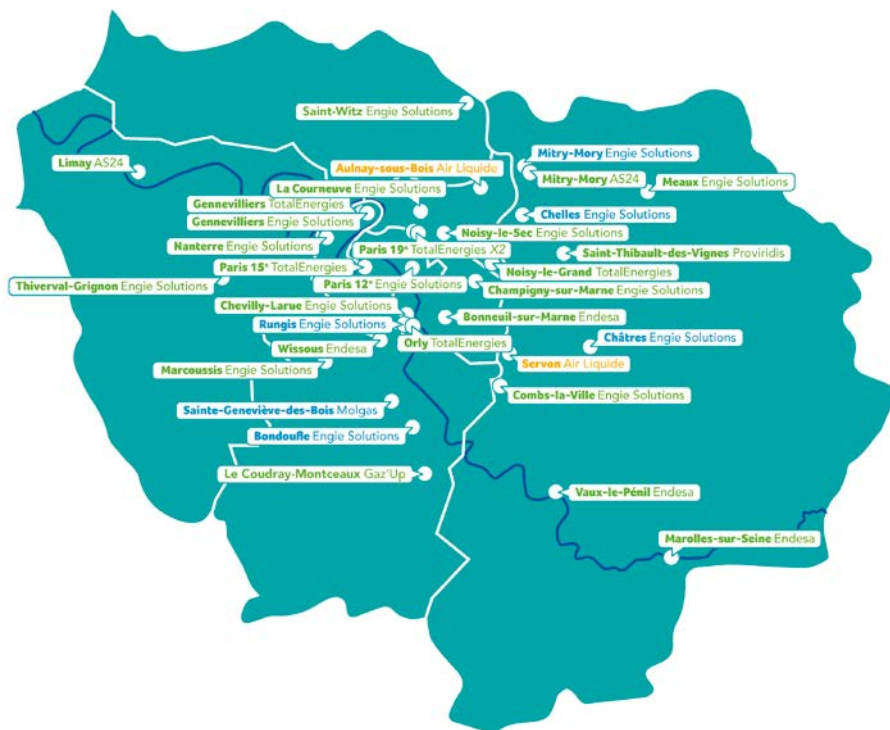 Saint-Witz Engie Solutions
Mitry-Mory Engie Solutions
Limay AS24
Aulnay-sous-Bois Air Liquide
Mitry-Mory AS24
Meaux Engie Solutions
La Courneuve Engie Solutions
Gennevilliers TotalEnergies
Gennevilliers Engie Solutions
Chelles Engie Solutions
Noisy-le-Sec Engie Solutions
Nanterre Engie Solutions
Paris 19e TotalEnergies X2
Saint-Thibault-des-Vignes Proviridis
Paris 15e TotalEnergies
Noisy-le-Grand TotalEnergies
Thiverval-Grignon Engie Solutions
Paris 12e Engie Solutions
Champigny-sur-Marne Engie Solutions
Chevilly-Larue Engie Solutions
Bonneuil-sur-Marne Endesa
Rungis Engie Solutions
Châtres Engie Solutions
Wissous Endesa
Orly TotalEnergies
Servon Air Liquide
Marcoussis Engie Solutions
Combs-la-Ville Engie Solutions
Sainte-Geneviève-des-Bois Molgas
Bondoufle Engie Solutions
Le Coudray-Montceaux Gaz'Up
Vaux-le-Pénil Endesa
Marolles-sur-Seine Endesa